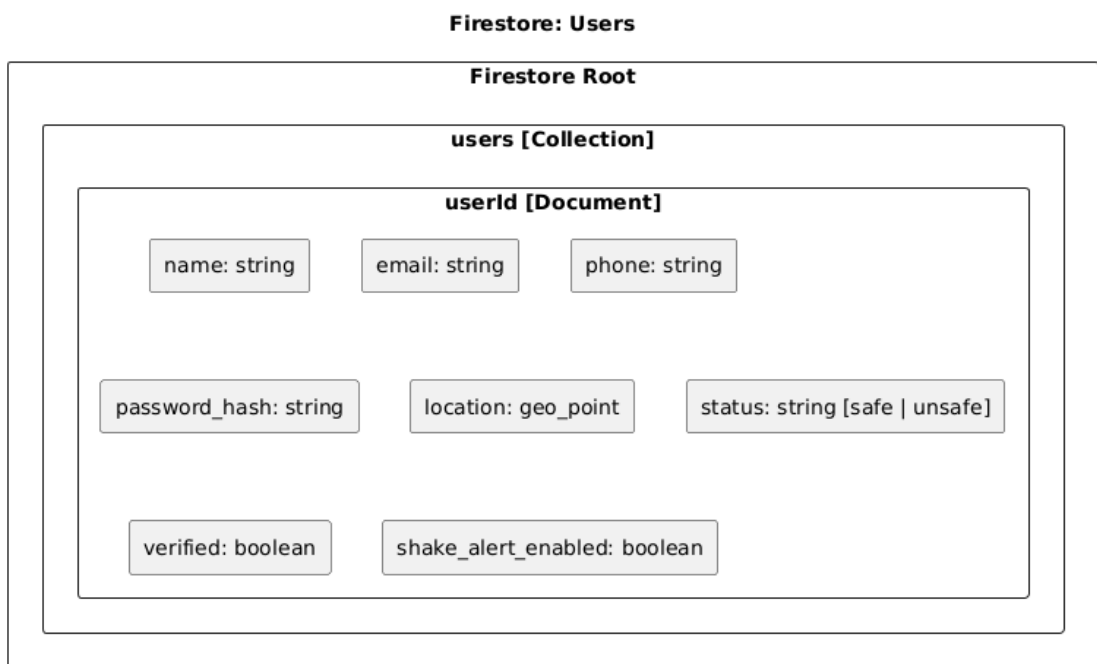 Firestore: Users
Firestore Root
users [Collection]
userId [Document]
name: string
email: string
phone: string
password_hash: string
location: geo_point
status: string [safe | unsafe]
verified: boolean
shake_alert_enabled: boolean